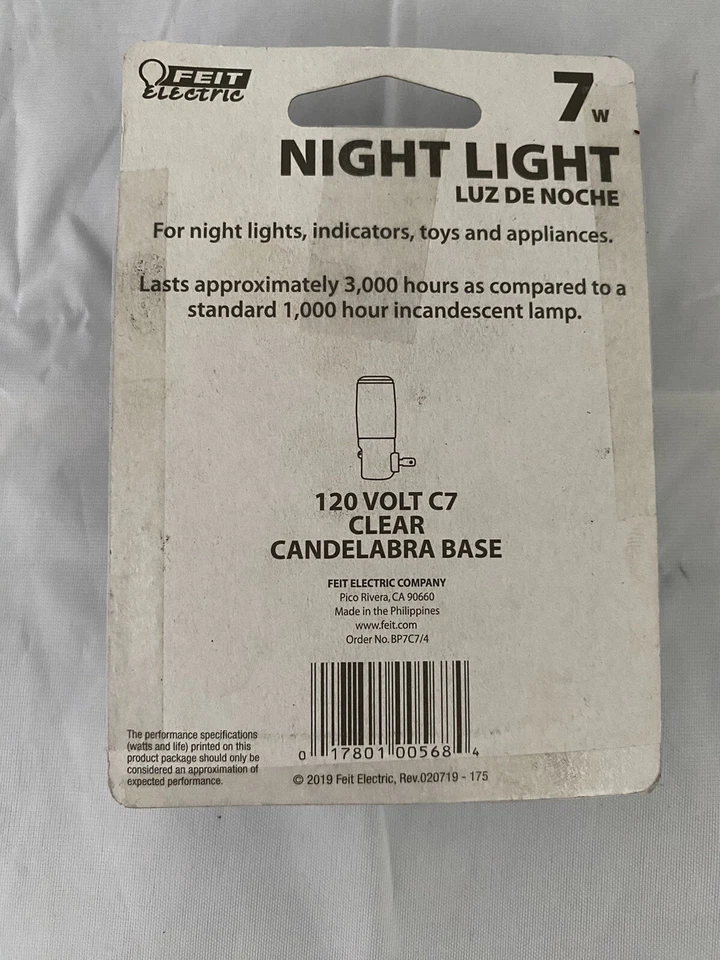 FEIT
Electric
7 W
NIGHT LIGHT
LUZ DE NOCHE
For night lights, indicators, toys and appliances.
Lasts approximately 3,000 hours as compared to a
standard 1,000 hour incandescent lamp.
120 VOLT C7
CLEAR
CANDELABRA BASE
FEIT ELECTRIC COMPANY
Pico Rivera, CA 90660
Made in the Philippines
www.feit.com
Order No. BP7C7/4
The performance specifications
(watts and life) printed on this
product package should only be
considered an approximation of
expected performance.
0 17801 00568 4
© 2019 Feit Electric, Rev.020719 - 175